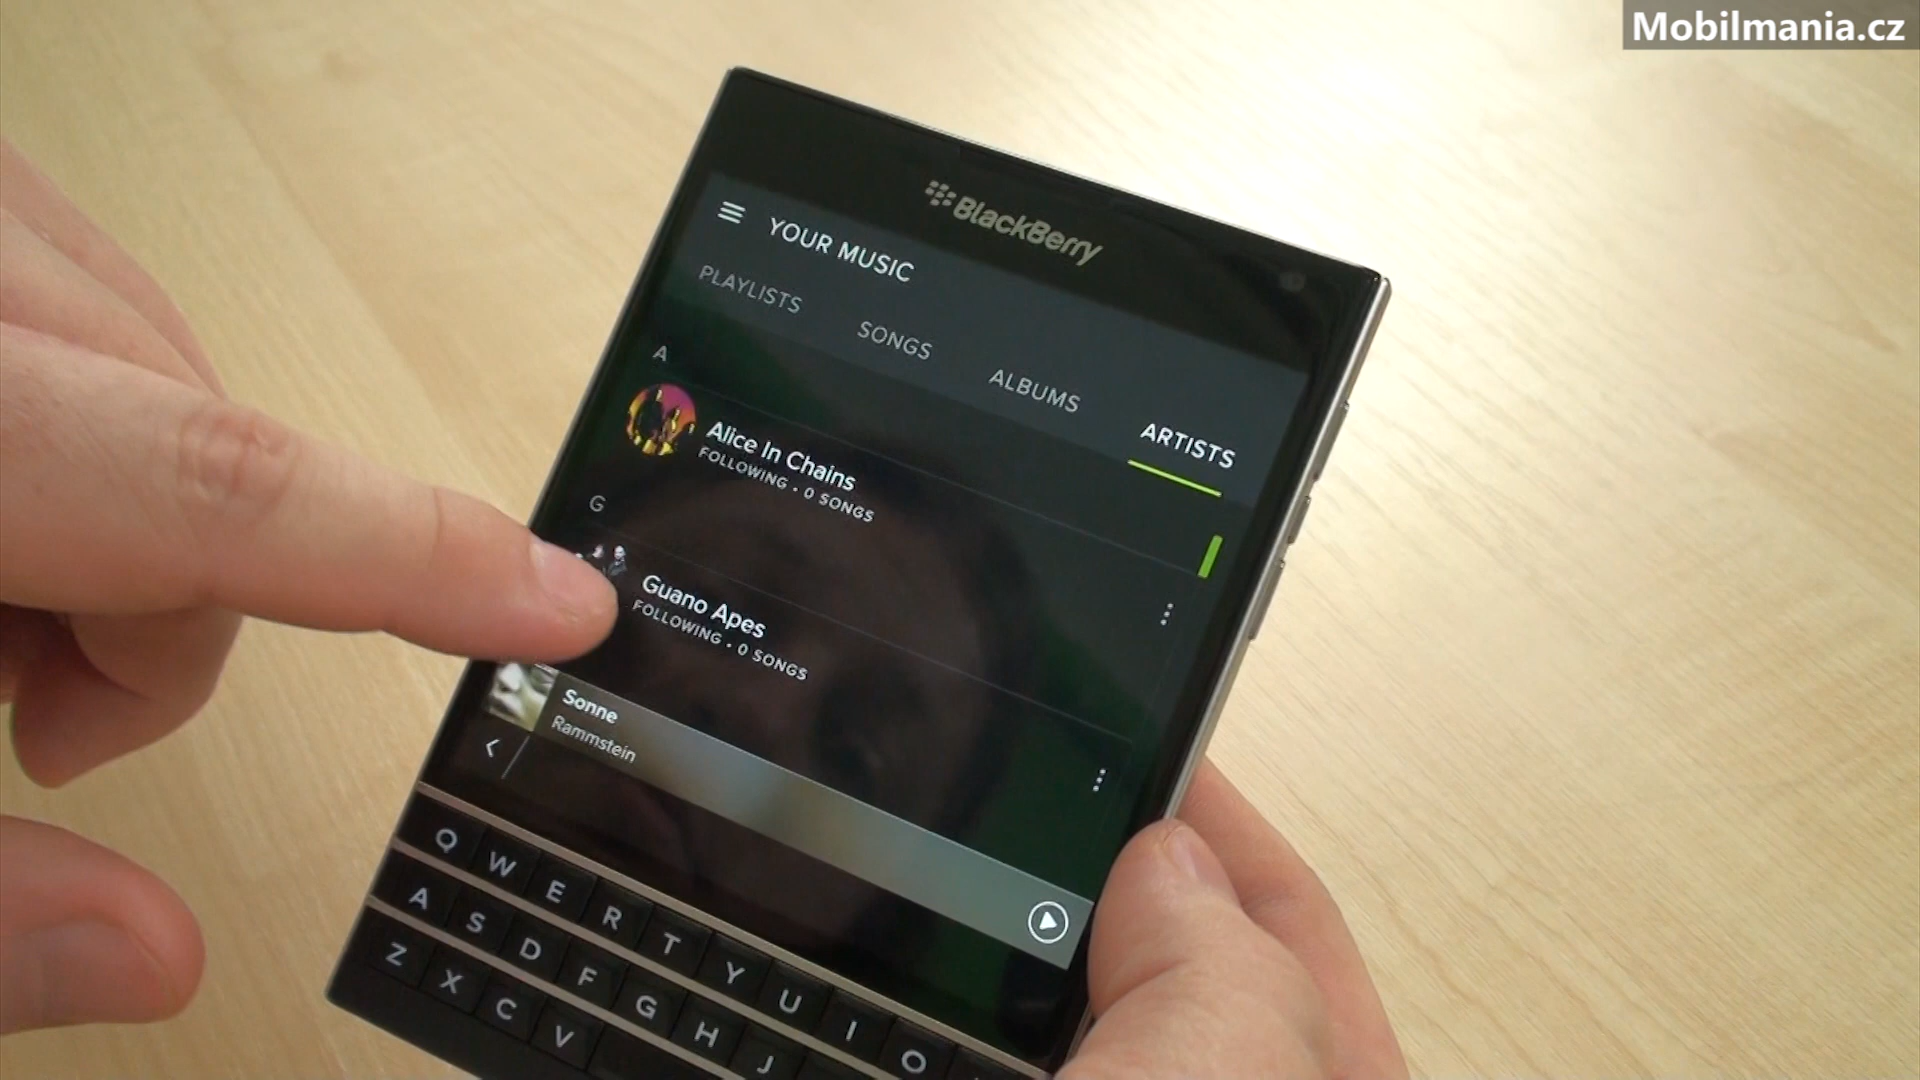 Mobilmania.cz
BlackBerry
YOUR MUSIC
PLAYLISTS
SONGS
ALBUMS
ARTISTS
A
Alice In Chains
FOLLOWING • 0 SONGS
G
Guano Apes
FOLLOWING • 0 SONGS
Sonne
Rammstein
Q W E R T Y U I O
A S D F G H J
Z X C V